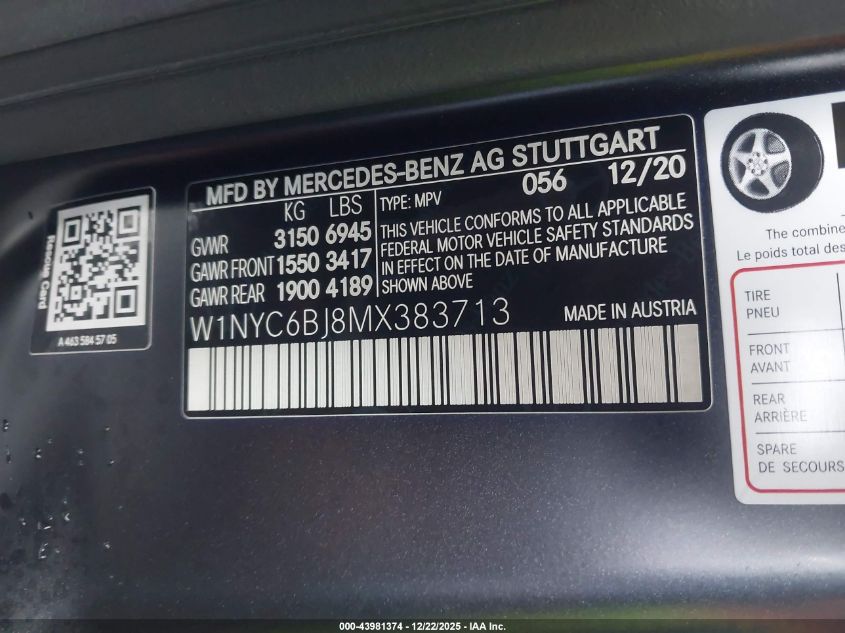 MFD BY MERCEDES-BENZ AG STUTTGART
KG LBS
GVWR 3150 6945
GAWR FRONT 1550 3417
GAWR REAR 1900 4189
TYPE: MPV 056 12/20
THIS VEHICLE CONFORMS TO ALL APPLICABLE
FEDERAL MOTOR VEHICLE SAFETY STANDARDS
IN EFFECT ON THE DATE OF MANUFACTURE
SHOWN ABOVE
W1NYC6BJ8MX383713 MADE IN AUSTRIA
Rescue Card
A 463 584 57 05
The combine
Le poids total des
TIRE
PNEU
FRONT
AVANT
REAR
ARRIÈRE
SPARE
DE SECOURS
000-43981374 - 12/22/2025 - IAA Inc.